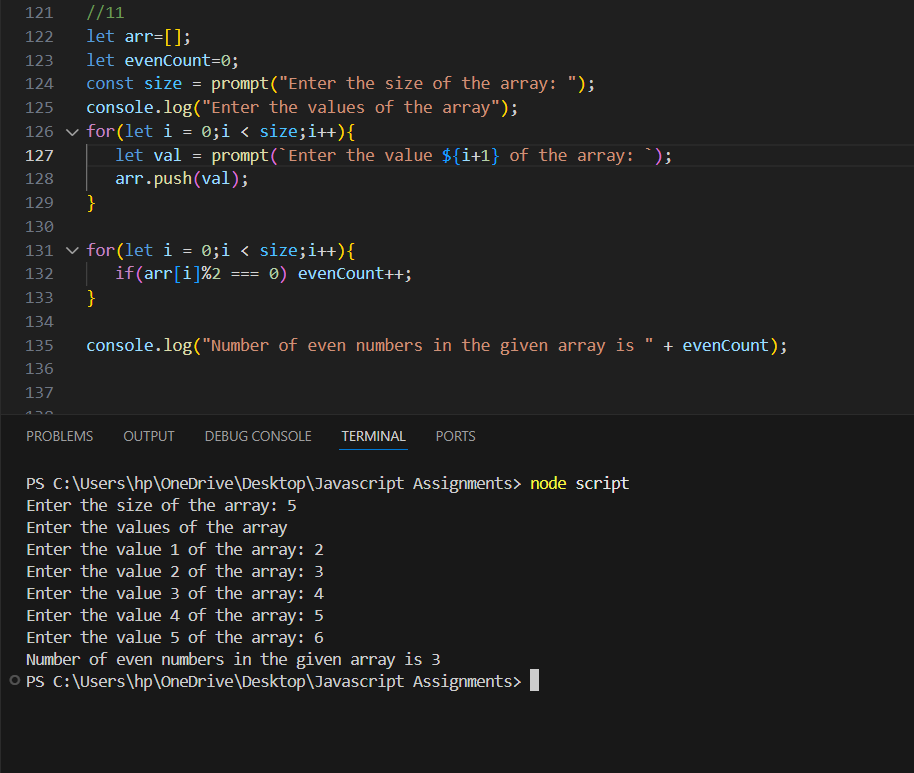 121 //11
122 let arr=[];
123 let evenCount=0;
124 const size = prompt("Enter the size of the array: ");
125 console.log("Enter the values of the array");
126 for(let i = 0;i < size;i++){
127 let val = prompt(`Enter the value ${i+1} of the array: `);
128 arr.push(val);
129 }
130
131 for(let i = 0;i < size;i++){
132 if(arr[i]%2 === 0) evenCount++;
133 }
134
135 console.log("Number of even numbers in the given array is " + evenCount);
136
137
PROBLEMS OUTPUT DEBUG CONSOLE TERMINAL PORTS
PS C:\Users\hp\OneDrive\Desktop\Javascript Assignments> node script
Enter the size of the array: 5
Enter the values of the array
Enter the value 1 of the array: 2
Enter the value 2 of the array: 3
Enter the value 3 of the array: 4
Enter the value 4 of the array: 5
Enter the value 5 of the array: 6
Number of even numbers in the given array is 3
PS C:\Users\hp\OneDrive\Desktop\Javascript Assignments>